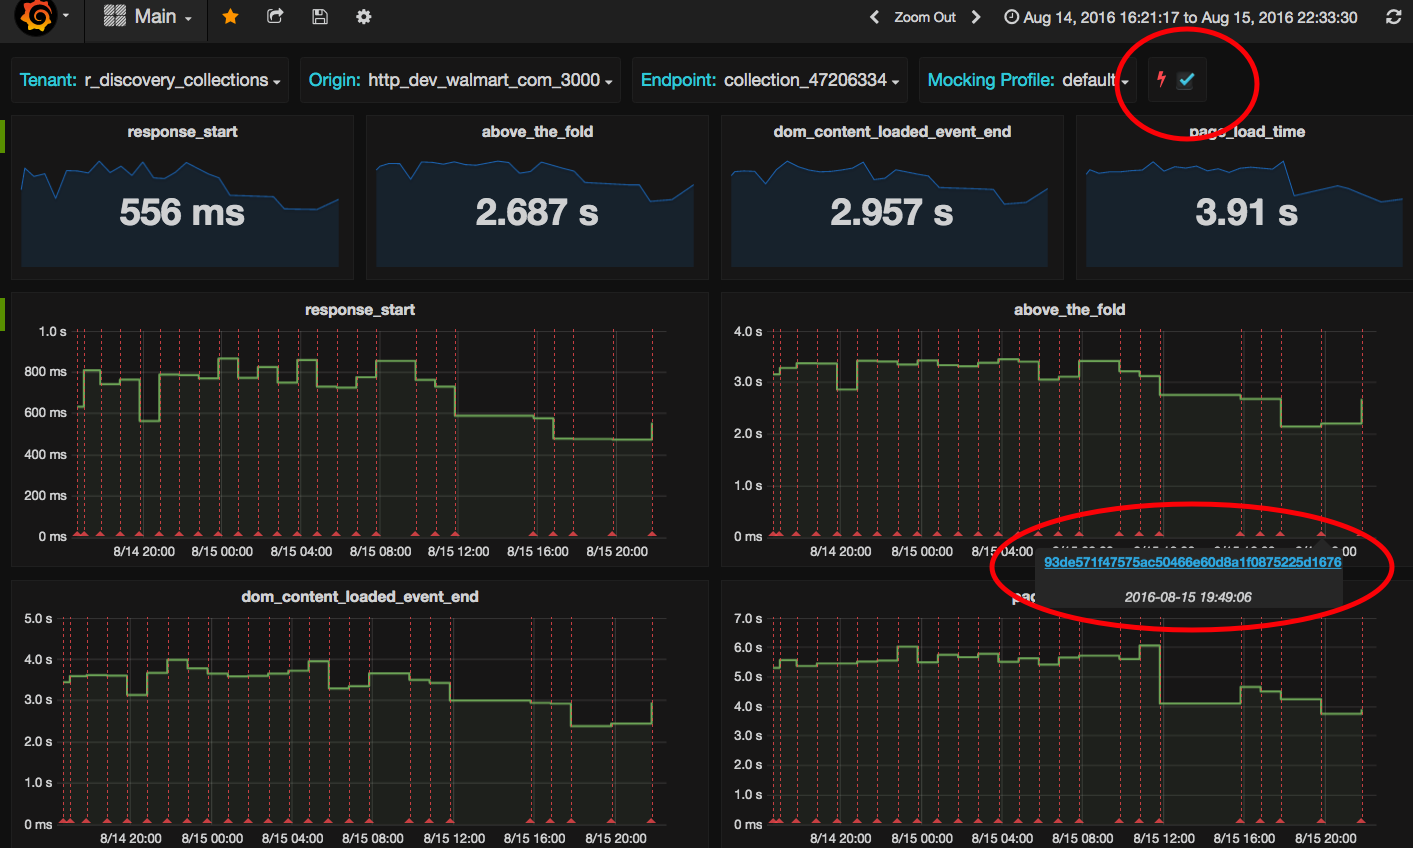 Main
Zoom Out
Aug 14, 2016 16:21:17 to Aug 15, 2016 22:33:30
Tenant: r_discovery_collections
Origin: http_dev_walmart_com_3000
Endpoint: collection_47206334
Mocking Profile: default
response_start
above_the_fold
dom_content_loaded_event_end
page_load_time
556 ms
2.687 s
2.957 s
3.91 s
response_start
1.0 s
800 ms
600 ms
400 ms
200 ms
0 ms
8/14 20:00 8/15 00:00 8/15 04:00 8/15 08:00 8/15 12:00 8/15 16:00 8/15 20:00
above_the_fold
4.0 s
3.0 s
2.0 s
1.0 s
0 ms
8/14 20:00 8/15 00:00 8/15 04:00
93de571f47575ac50466e60d8a1f0875225d1676
2016-08-15 19:49:06
dom_content_loaded_event_end
5.0 s
4.0 s
3.0 s
2.0 s
1.0 s
0 ms
8/14 20:00 8/15 00:00 8/15 04:00 8/15 08:00 8/15 12:00 8/15 16:00 8/15 20:00
7.0 s
6.0 s
5.0 s
4.0 s
3.0 s
2.0 s
1.0 s
0 ms
8/14 20:00 8/15 00:00 8/15 04:00 8/15 08:00 8/15 12:00 8/15 16:00 8/15 20:00